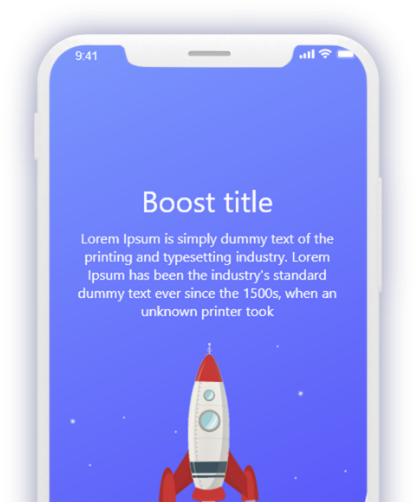 9:41
Boost title
Lorem Ipsum is simply dummy text of the
printing and typesetting industry. Lorem
Ipsum has been the industry's standard
dummy text ever since the 1500s, when an
unknown printer took